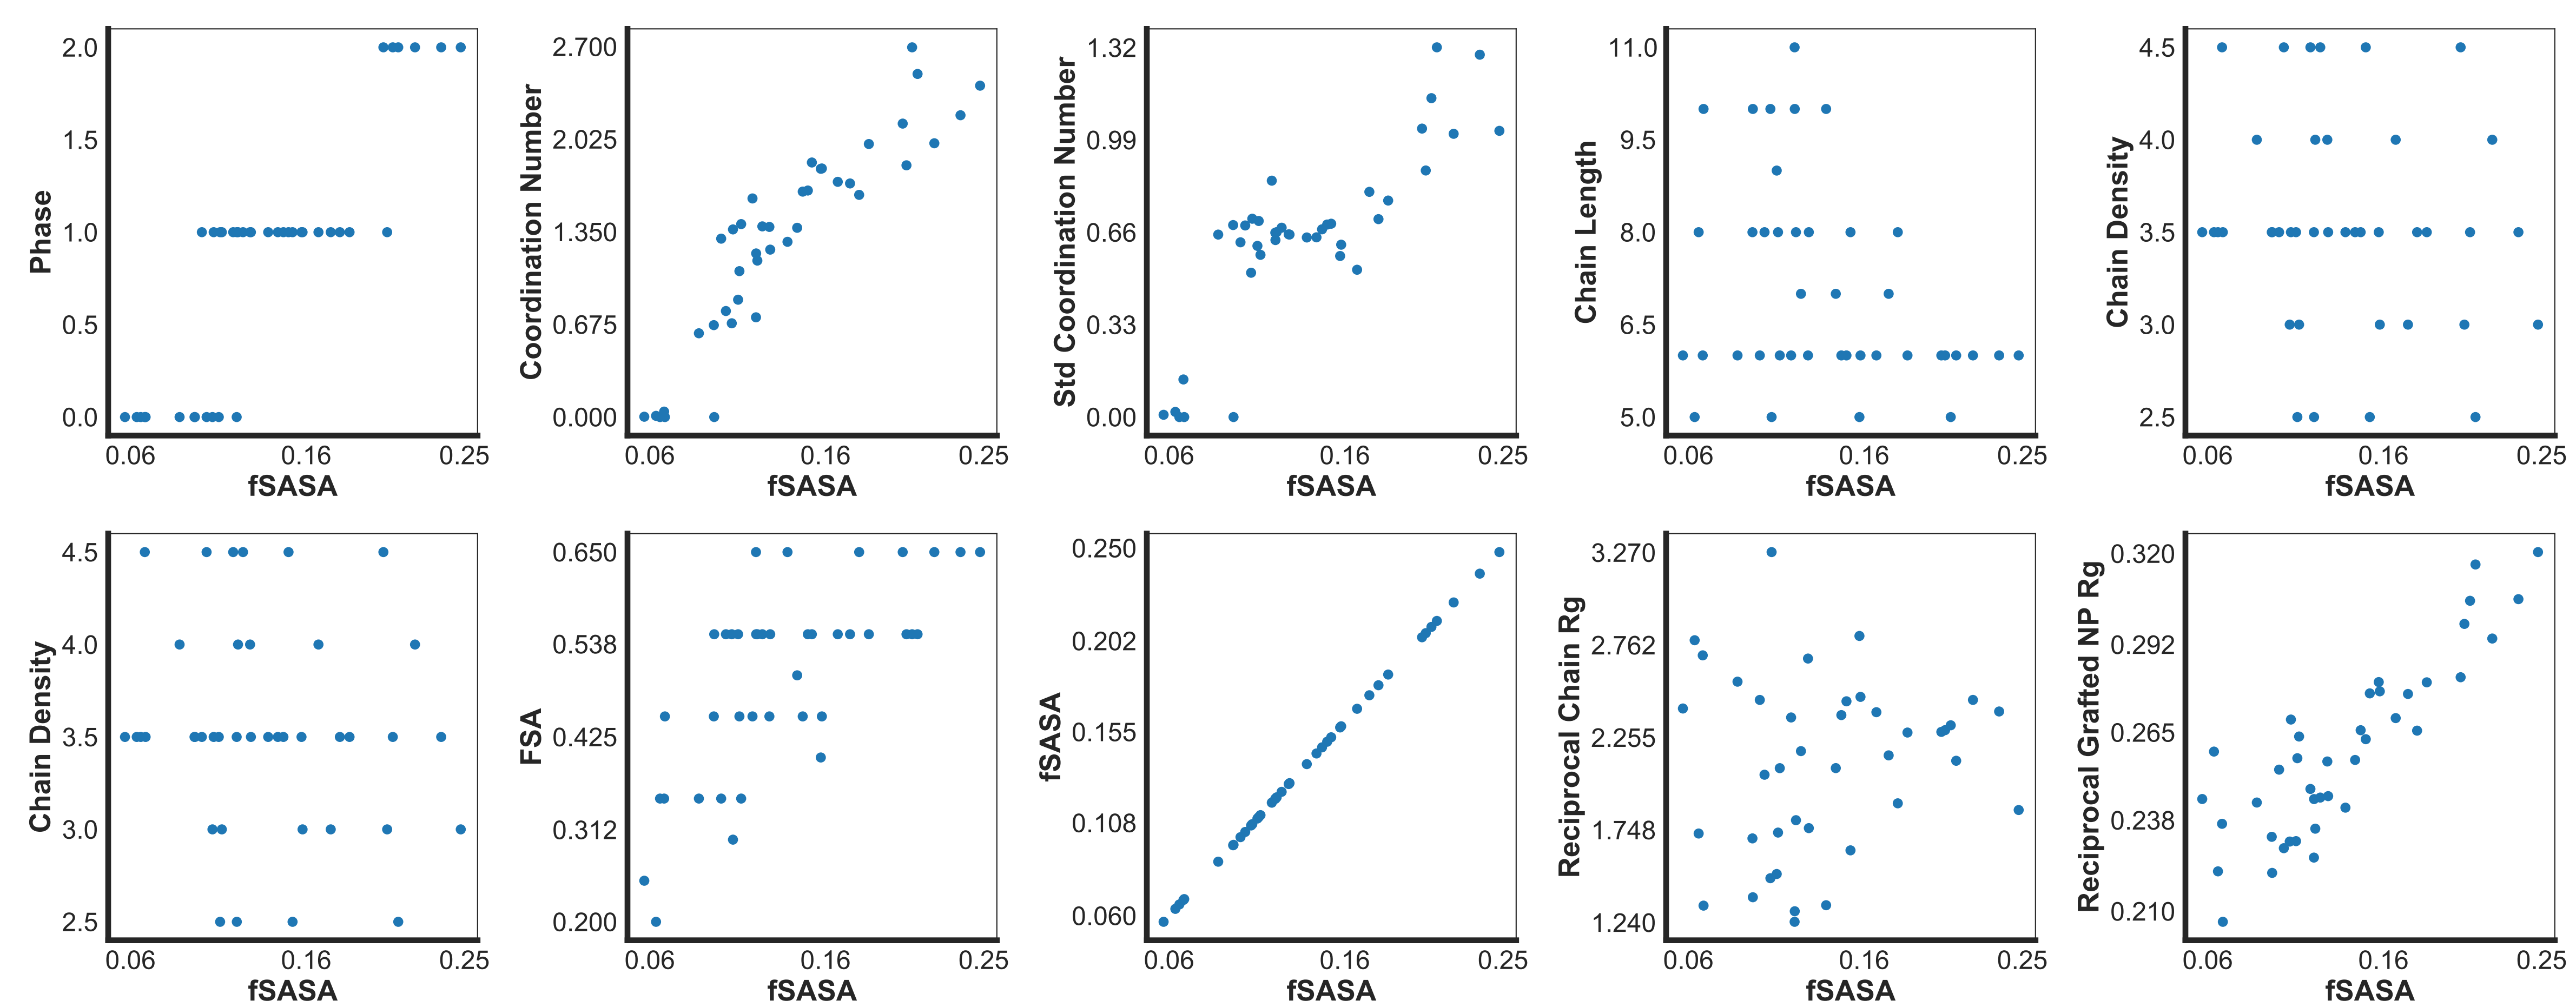 Phase
2.0
1.5
1.0
0.5
0.0
0.06 0.16 0.25
fSASA
Coordination Number
2.700
2.025
1.350
0.675
0.000
0.06 0.16 0.25
fSASA
Std Coordination Number
1.32
0.99
0.66
0.33
0.00
0.06 0.16 0.25
fSASA
Chain Length
11.0
9.5
8.0
6.5
5.0
0.06 0.16 0.25
fSASA
Chain Density
4.5
4.0
3.5
3.0
2.5
0.06 0.16 0.25
fSASA
Chain Density
4.5
4.0
3.5
3.0
2.5
0.06 0.16 0.25
fSASA
FSA
0.650
0.538
0.425
0.312
0.200
0.06 0.16 0.25
fSASA
fSASA
0.250
0.202
0.155
0.108
0.060
0.06 0.16 0.25
fSASA
Reciprocal Chain Rg
3.270
2.762
2.255
1.748
1.240
0.06 0.16 0.25
fSASA
Reciprocal Grafted NP Rg
0.320
0.292
0.265
0.238
0.210
0.06 0.16 0.25
fSASA